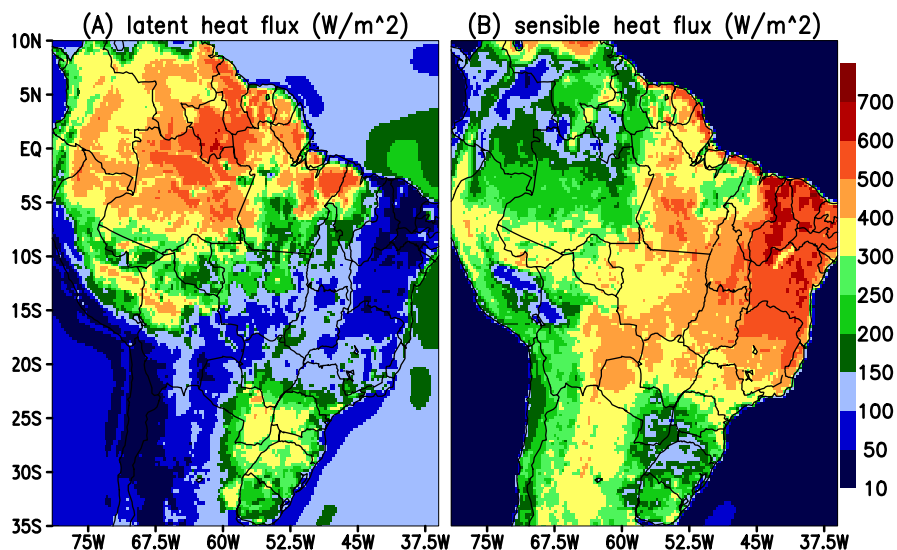 (A) latent heat flux (W/m^2) (B) sensible heat flux (W/m^2)
10N
5N
EQ
5S
10S
15S
20S
25S
30S
35S
700
600
500
400
300
250
200
150
100
50
10
75W 67.5W 60W 52.5W 45W 37.5W 75W 67.5W 60W 52.5W 45W 37.5W